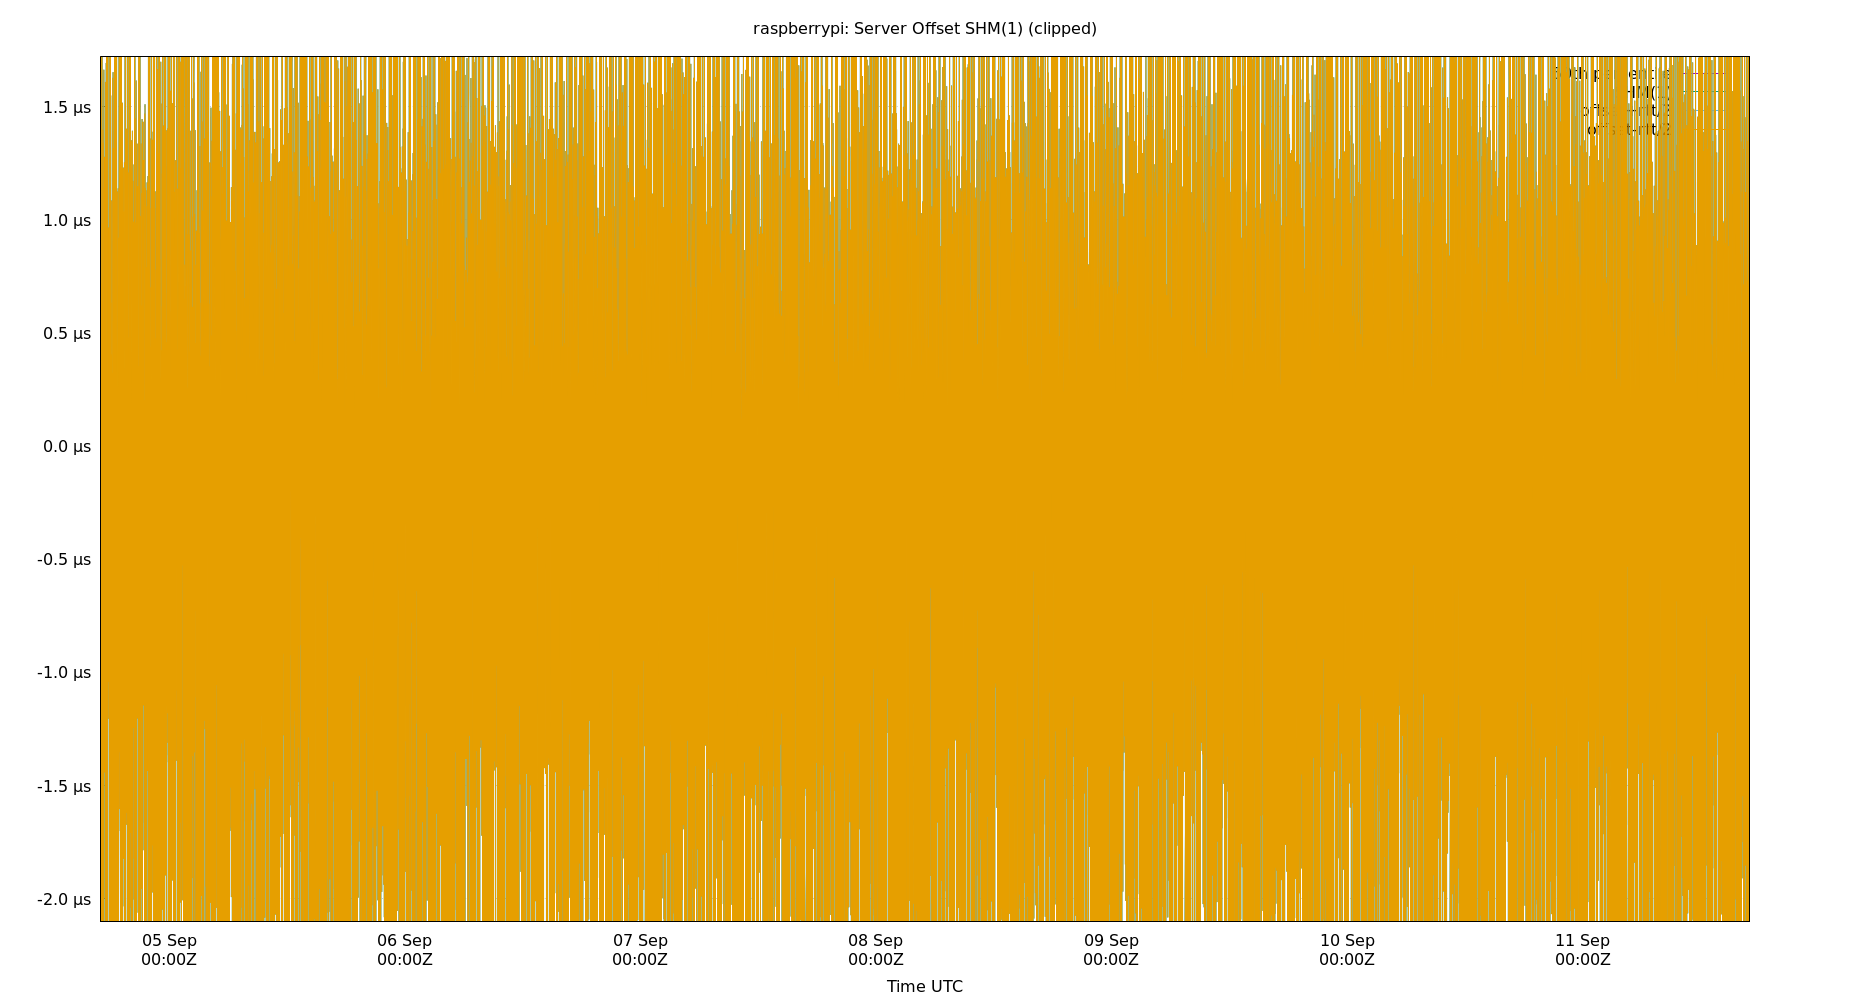 raspberrypi: Server Offset SHM(1) (clipped)
1.5 µs
1.0 µs
0.5 µs
0.0 µs
-0.5 µs
-1.0 µs
-1.5 µs
-2.0 µs
05 Sep 06 Sep 07 Sep 08 Sep 09 Sep 10 Sep 11 Sep
00:00Z 00:00Z 00:00Z 00:00Z 00:00Z 00:00Z 00:00Z
Time UTC